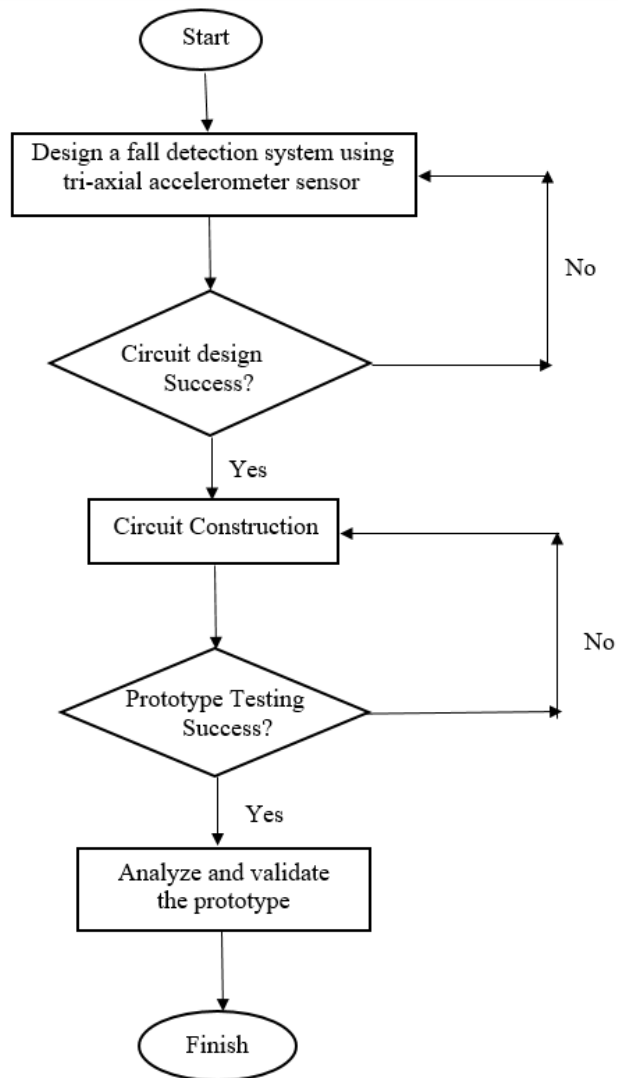 Start
Design a fall detection system using
tri-axial accelerometer sensor
No
Circuit design
Success?
Yes
Circuit Construction
No
Prototype Testing
Success?
Yes
Analyze and validate
the prototype
Finish